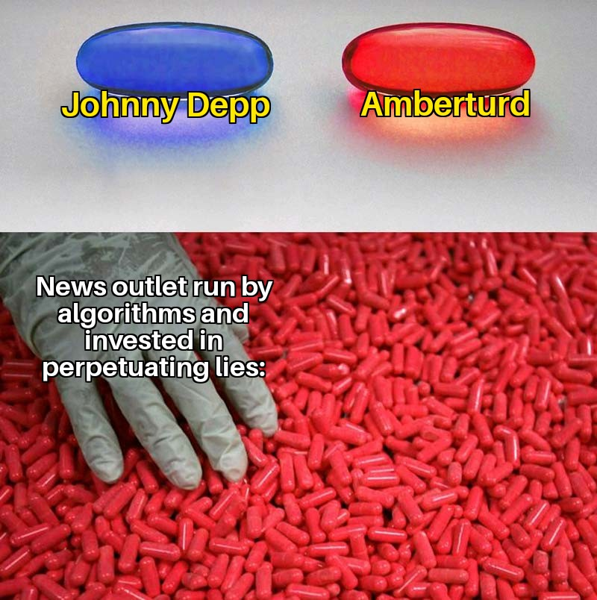 Johnny Depp
Amberturd
News outlet run by
algorithms and
invested in
perpetuating lies: